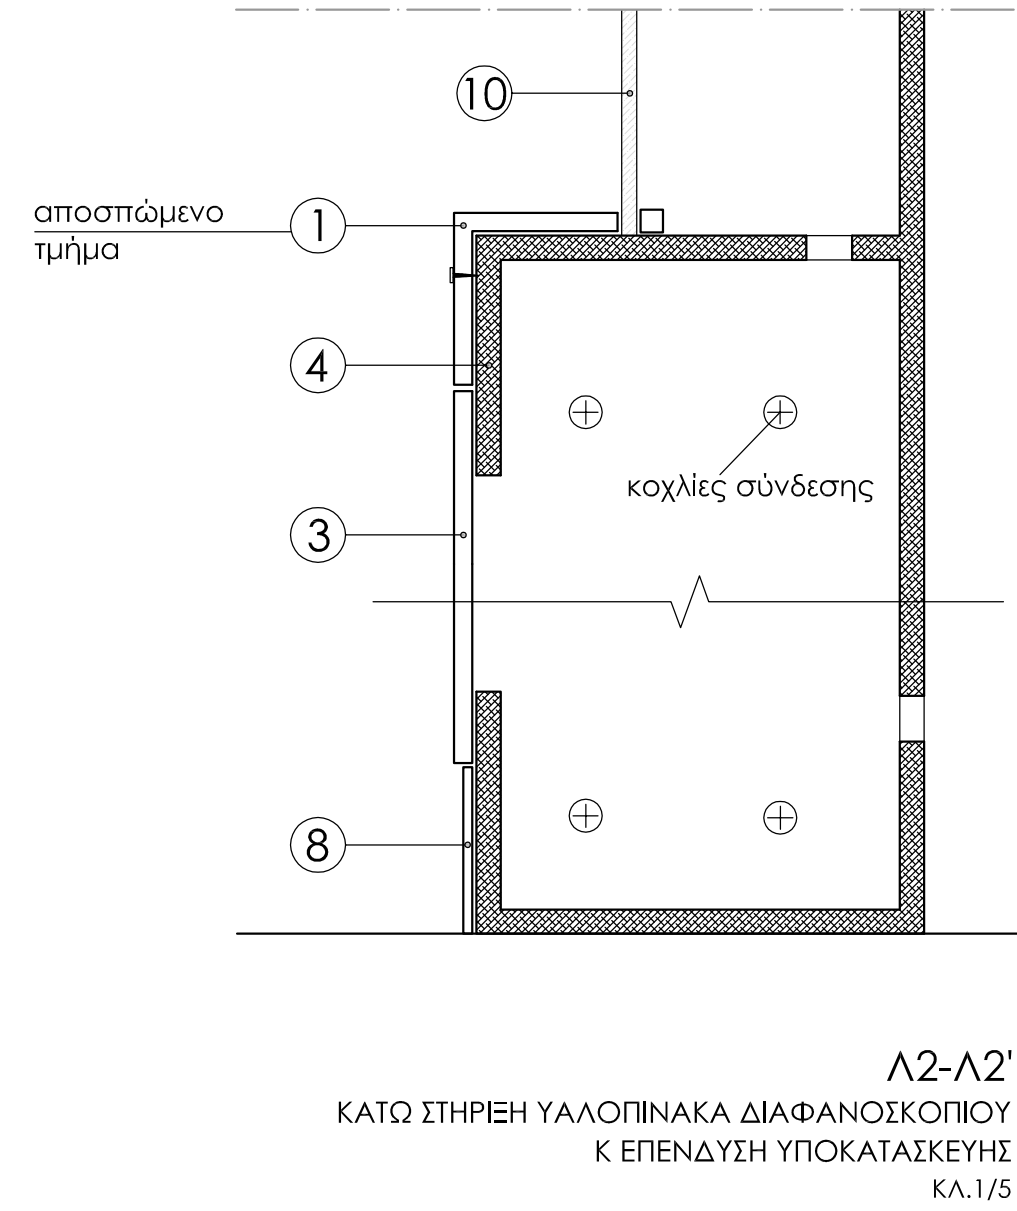 10
αποσπώμενο
τμήμα
1
4
κοχλίες σύνδεσης
3
8
Λ2-Λ2'
ΚΑΤΩ ΣΤΗΡΙΞΗ ΥΑΛΟΠΙΝΑΚΑ ΔΙΑΦΑΝΟΣΚΟΠΙΟΥ
Κ ΕΠΕΝΔΥΣΗ ΥΠΟΚΑΤΑΣΚΕΥΗΣ
ΚΛ.1/5